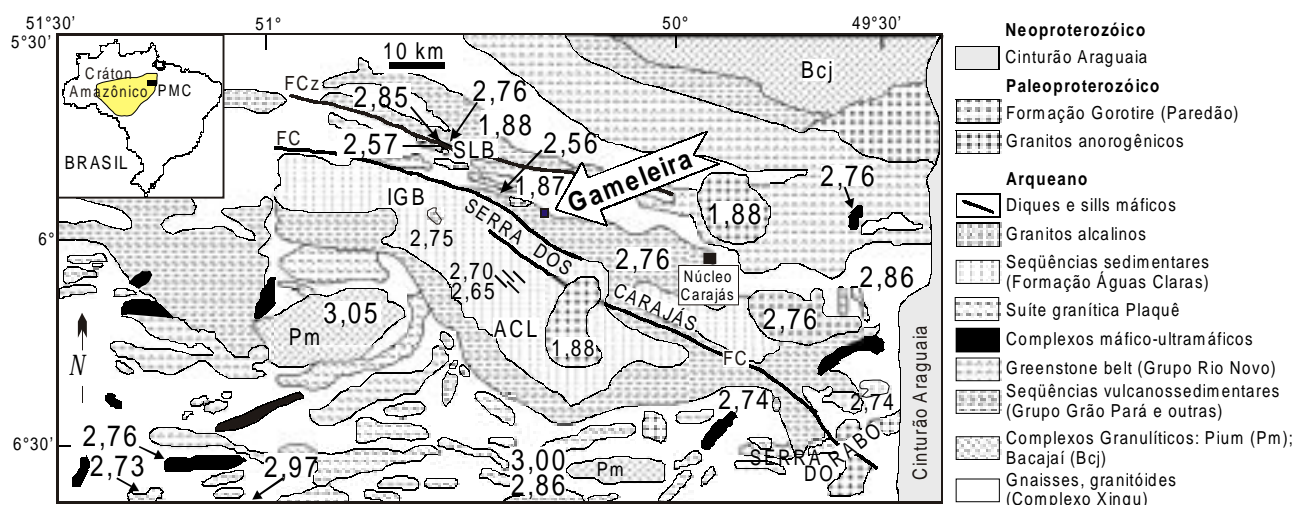 51°30'
51°
50°
49°30'
5°30'
10 km
Bcj
Cráton
Amazônico
PMC
BRASIL
FCz
2,85
2,76
1,88
FC
2,57
SLB
2,56
1,87
Gameleira
2,76
1,88
IGB
SERRA DOS CARAJÁS
6°
2,75
2,76
Núcleo
Carajás
2,86
2,70
2,65
3,05
Pm
ACL
1,88
2,76
FC
N
2,74
2,74
6°30'
2,76
2,73
2,97
3,00
2,86
Pm
SERRA
DO RABO
Cinturão Araguaia
Neoproterozóico
Cinturão Araguaia
Paleoproterozóico
Formação Gorotire (Paredão)
Granitos anorogênicos
Arqueano
Diques e sills máficos
Granitos alcalinos
Seqüências sedimentares
(Formação Águas Claras)
Suíte granítica Plaquê
Complexos máfico-ultramáficos
Greenstone belt (Grupo Rio Novo)
Seqüências vulcanossedimentares
(Grupo Grão Pará e outras)
Complexos Granulíticos: Pium (Pm);
Bacajaí (Bcj)
Gnaisses, granitóides
(Complexo Xingu)